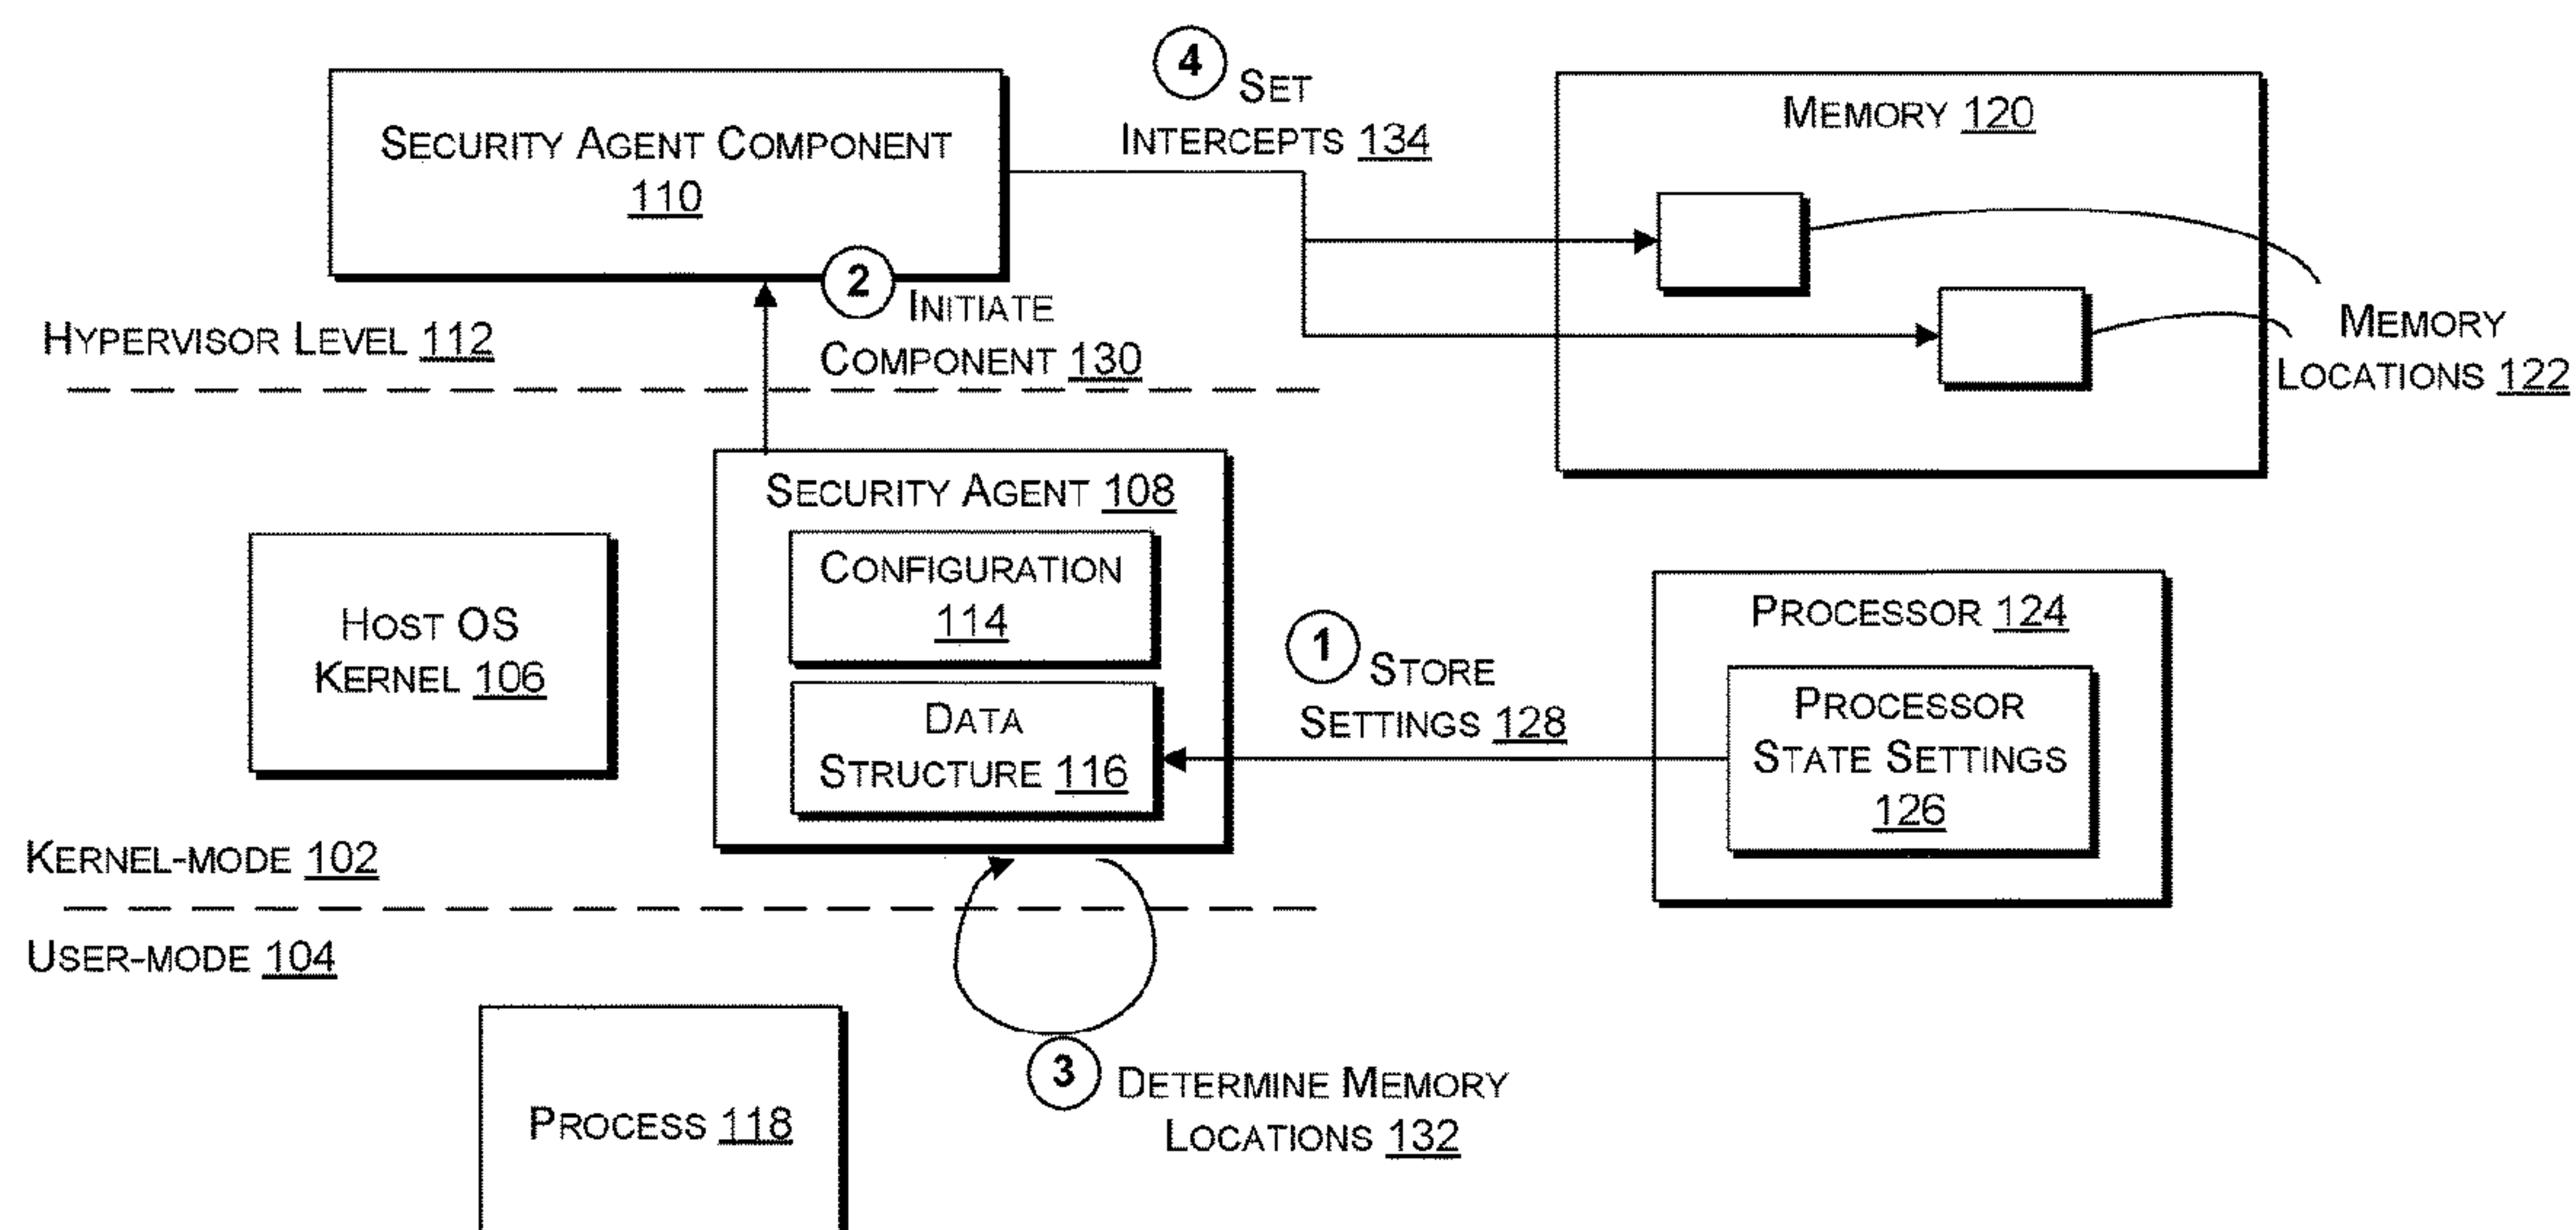 4
SET
INTERCEPTS 134
SECURITY AGENT COMPONENT
110
MEMORY 120
2
INITIATE
COMPONENT 130
HYPERVISOR LEVEL 112
MEMORY
LOCATIONS 122
SECURITY AGENT 108
CONFIGURATION
114
DATA
STRUCTURE 116
HOST OS
KERNEL 106
1
STORE
SETTINGS 128
PROCESSOR 124
PROCESSOR
STATE SETTINGS
126
KERNEL-MODE 102
USER-MODE 104
3
DETERMINE MEMORY
LOCATIONS 132
PROCESS 118